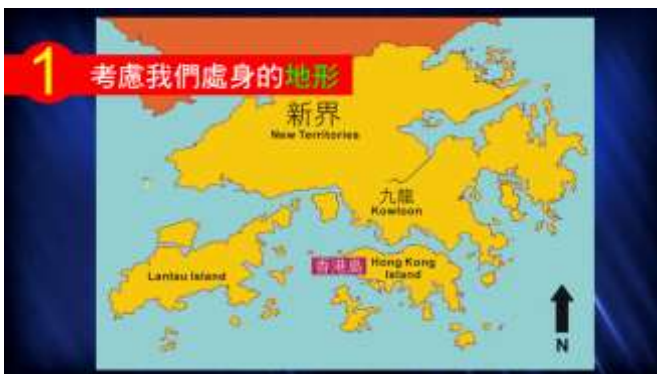 1 考慮我們處身的地形
新界
New Territories
九龍
Kowloon
香港島
Hong Kong
Island
Lantau Island
N